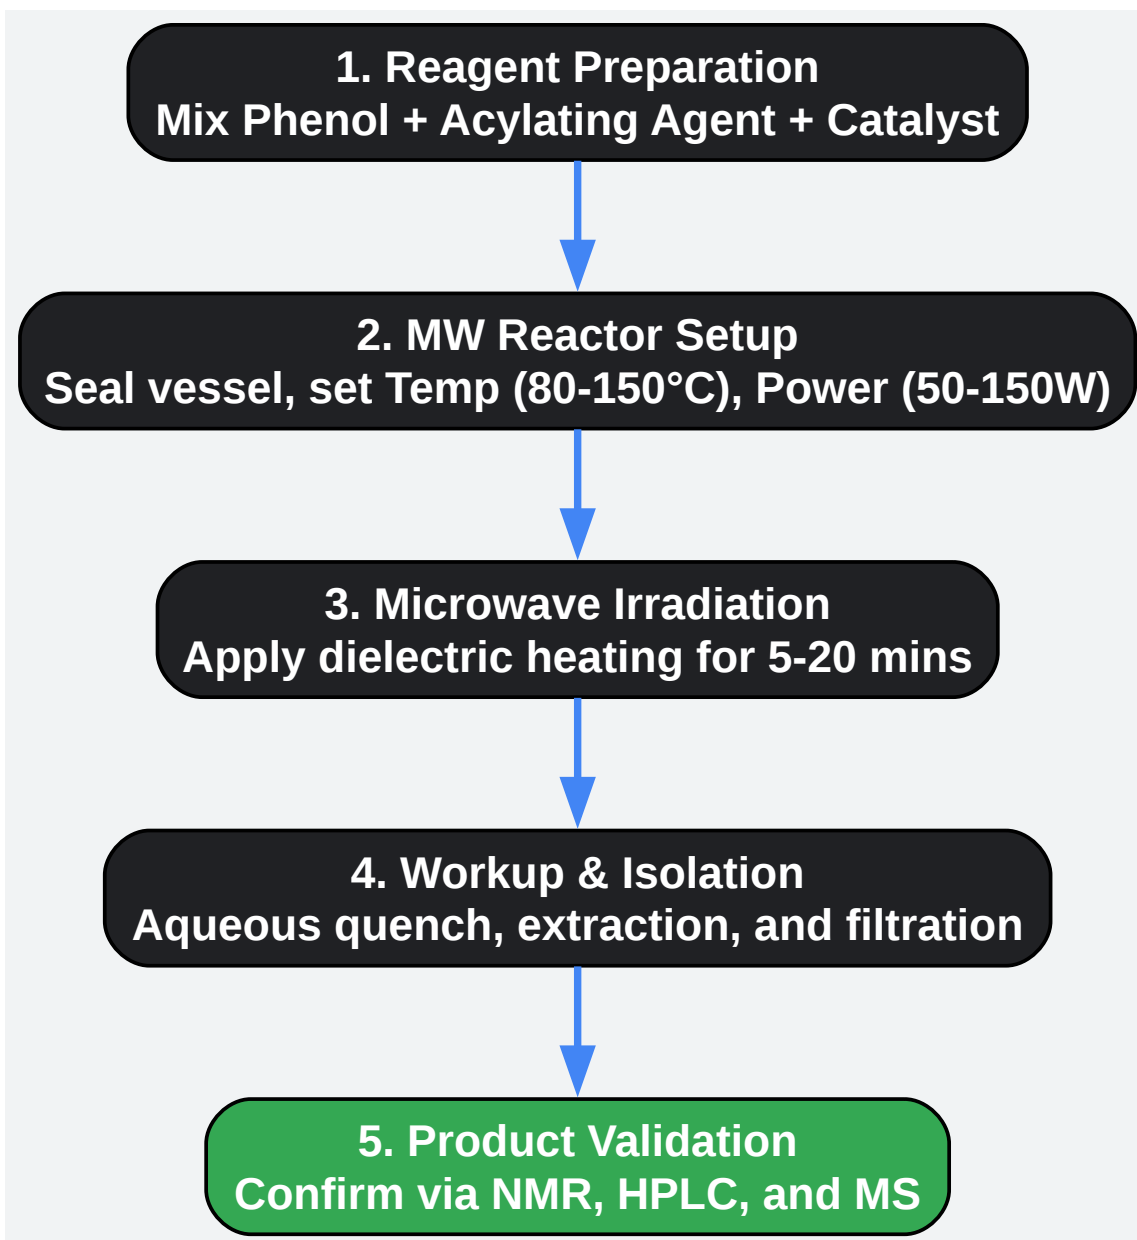 1. Reagent Preparation
Mix Phenol + Acylating Agent + Catalyst
2. MW Reactor Setup
Seal vessel, set Temp (80-150°C), Power (50-150W)
3. Microwave Irradiation
Apply dielectric heating for 5-20 mins
4. Workup & Isolation
Aqueous quench, extraction, and filtration
5. Product Validation
Confirm via NMR, HPLC, and MS